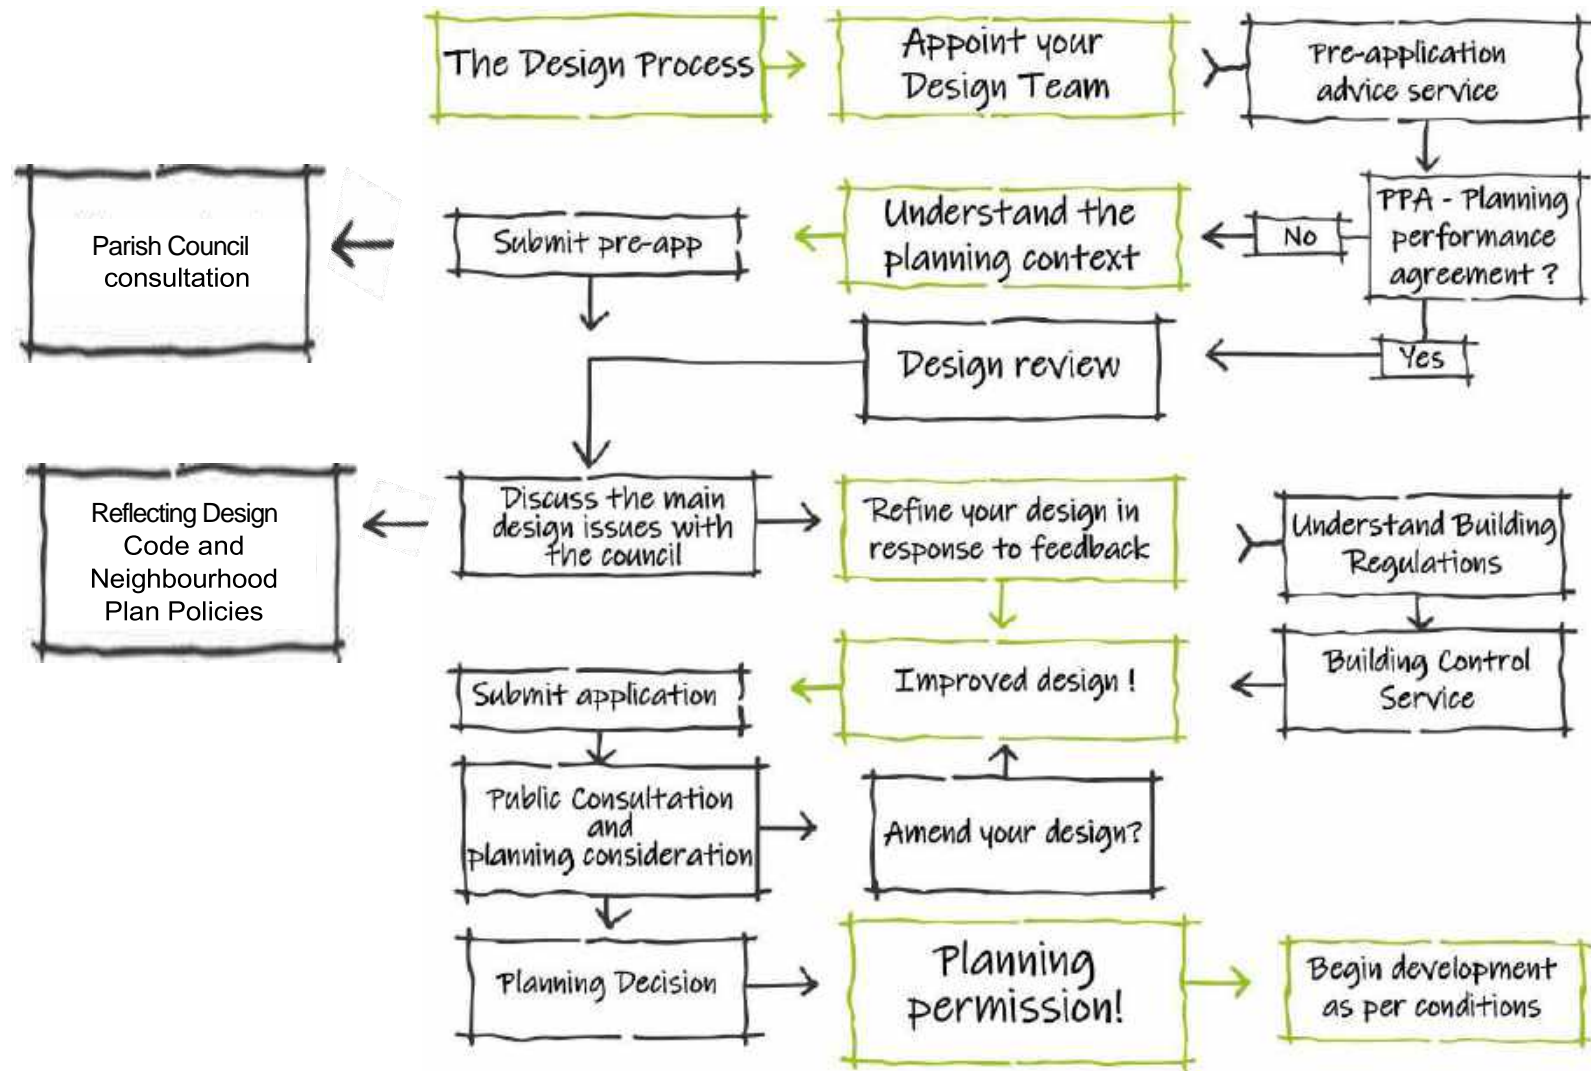 The Design Process
Appoint your
Design Team
Pre-application
advice service
Parish Council
consultation
Submit pre-app
Understand the
planning context
No
PPA - Planning
performance
agreement ?
Design review
Yes
Reflecting Design
Code and
Neighbourhood
Plan Policies
Discuss the main
design issues with
the council
Refine your design in
response to feedback
Understand Building
Regulations
Submit application
Improved design !
Building Control
Service
Public Consultation
and
planning consideration
Amend your design?
Planning Decision
Planning
permission!
Begin development
as per conditions